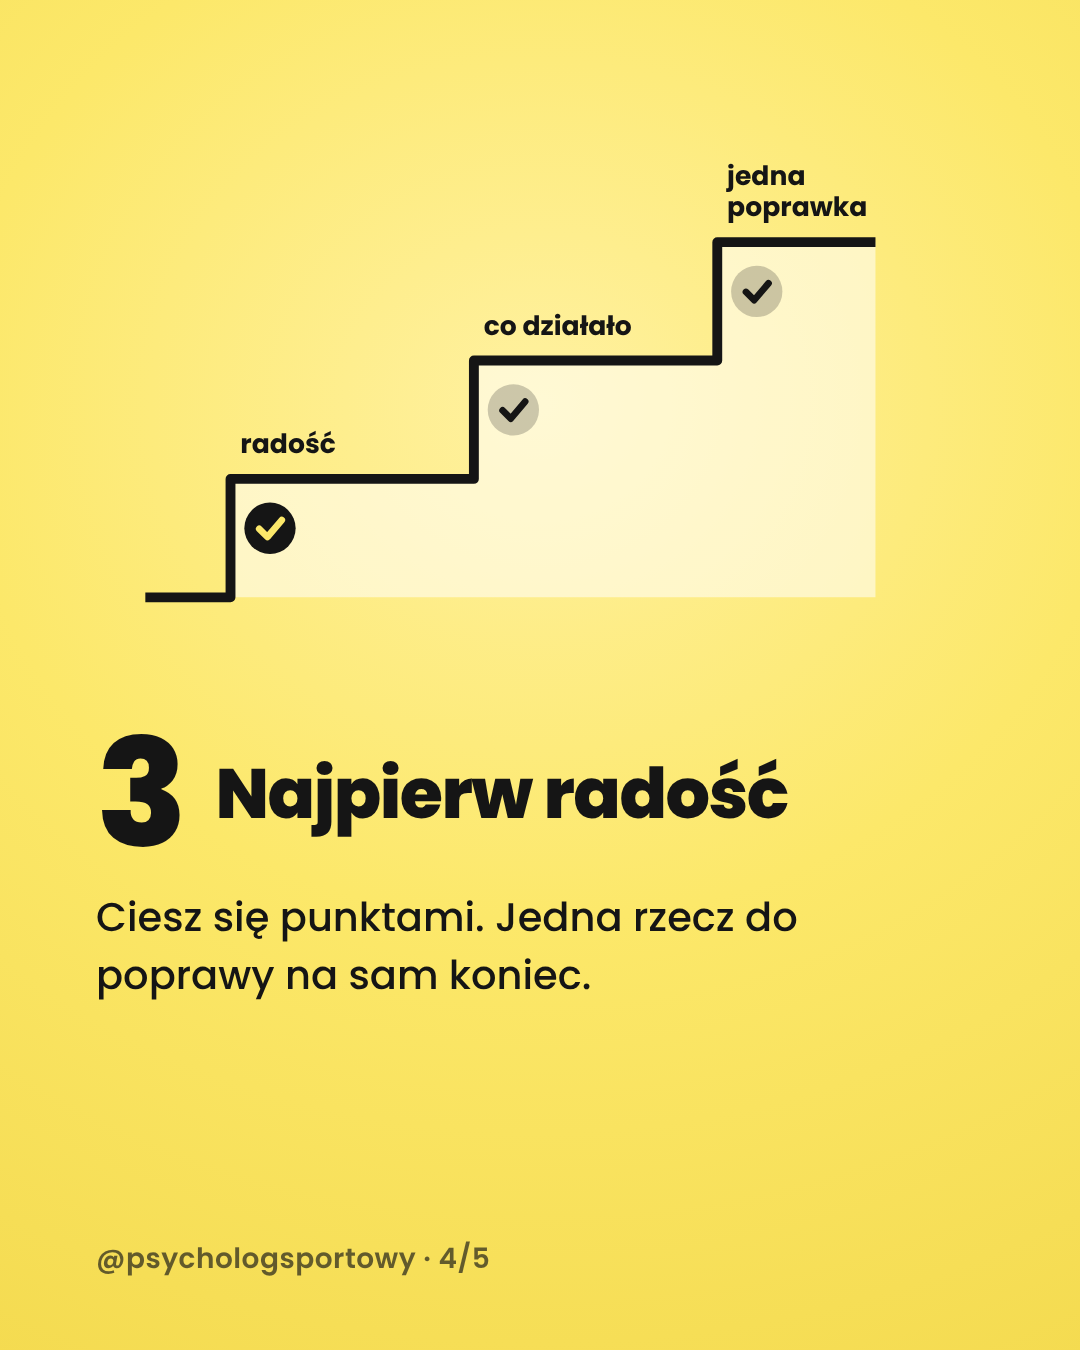 jedna
poprawka
co działało
radość
3 Najpierw radość
Ciesz się punktami. Jedna rzecz do
poprawy na sam koniec.
@psychologsportowy · 4/5